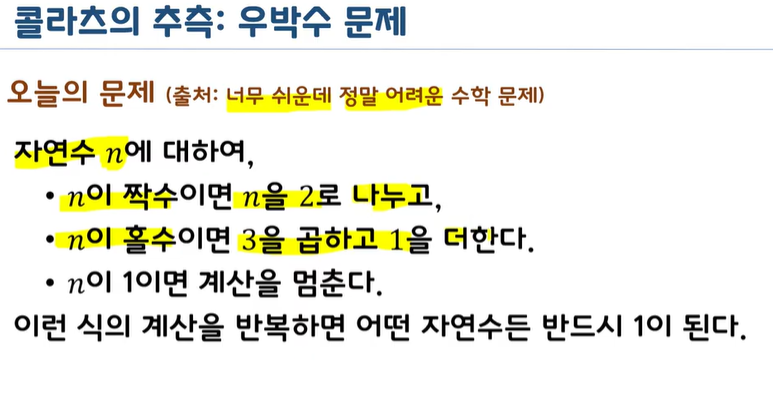 콜라츠의 추측: 우박수 문제
오늘의 문제 (출처: 너무 쉬운데 정말 어려운 수학 문제)
자연수 n에 대하여,
• n이 짝수이면 n을 2로 나누고,
• n이 홀수이면 3을 곱하고 1을 더한다.
• n이 1이면 계산을 멈춘다.
이런 식의 계산을 반복하면 어떤 자연수든 반드시 1이 된다.